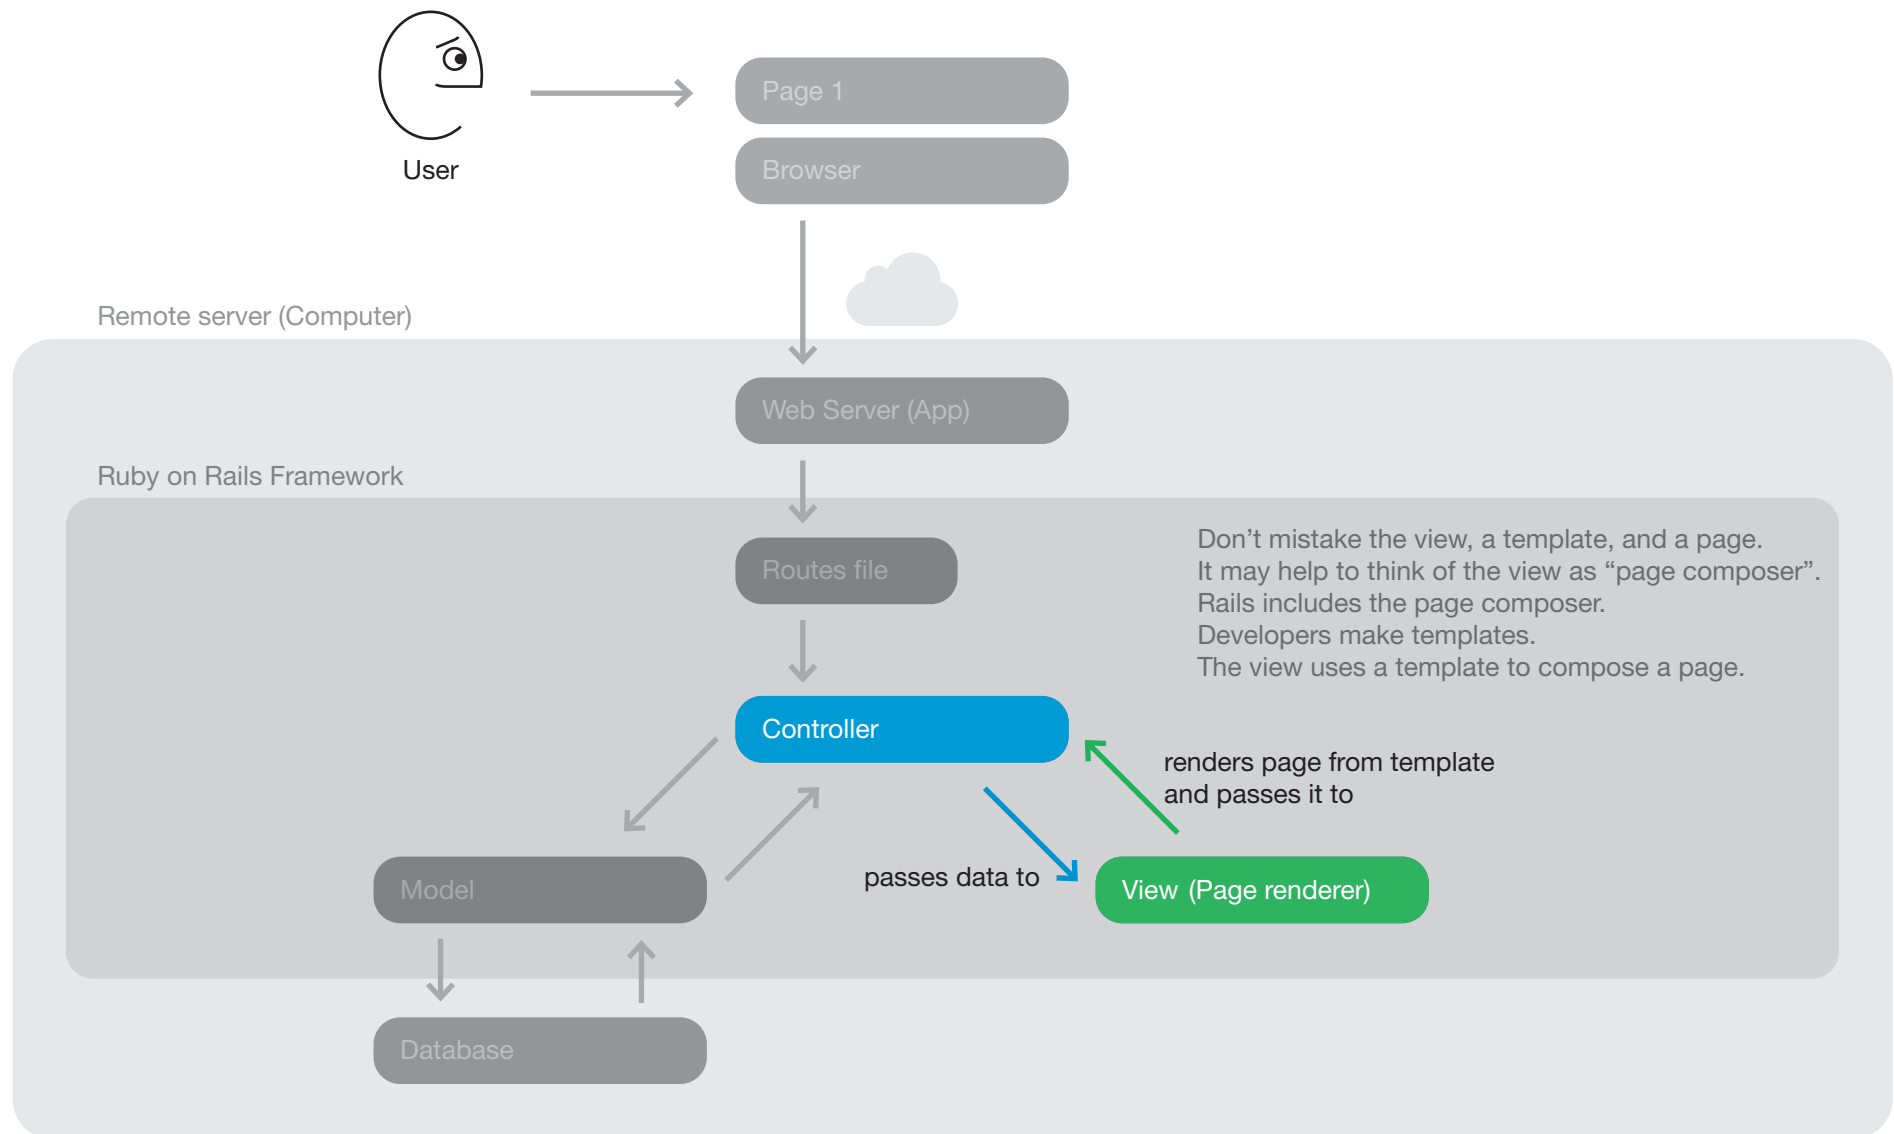 Page 1
Browser
User
Remote server (Computer)
Web Server (App)
Ruby on Rails Framework
Routes file
Don’t mistake the view, a template, and a page.
It may help to think of the view as “page composer”.
Rails includes the page composer.
Developers make templates.
The view uses a template to compose a page.
Controller
renders page from template
and passes it to
passes data to
Model
View (Page renderer)
Database